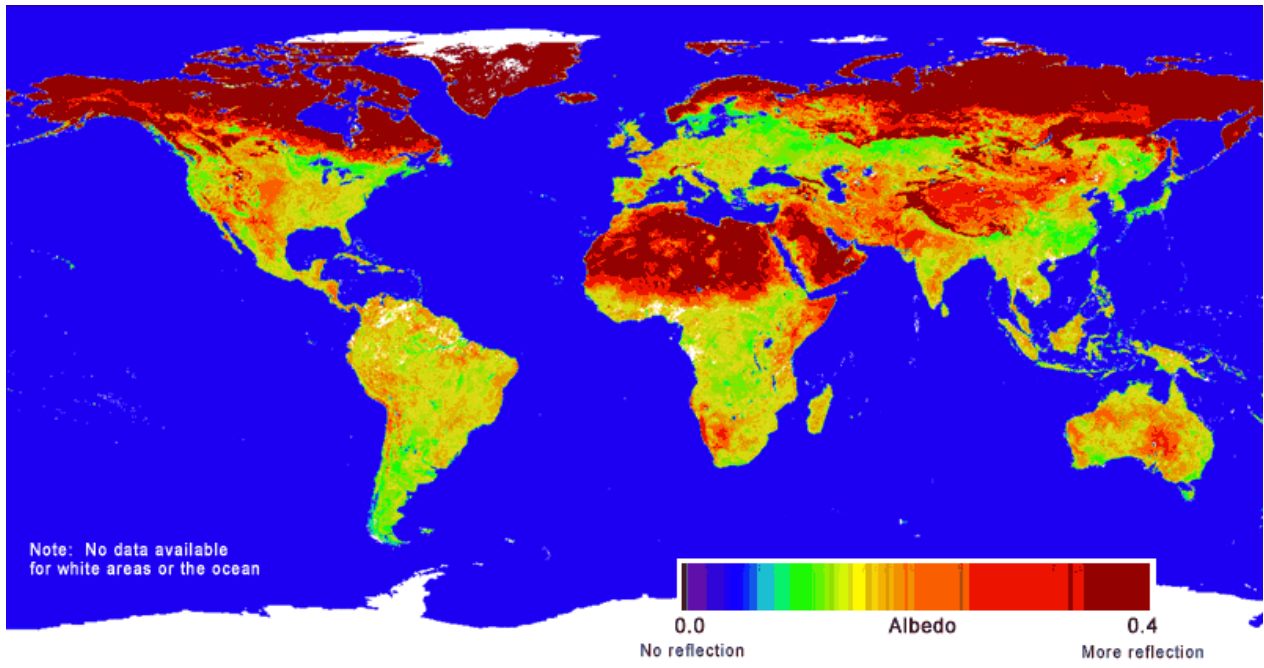 Note: No data available
for white areas or the ocean
0.0 Albedo 0.4
No reflection More reflection